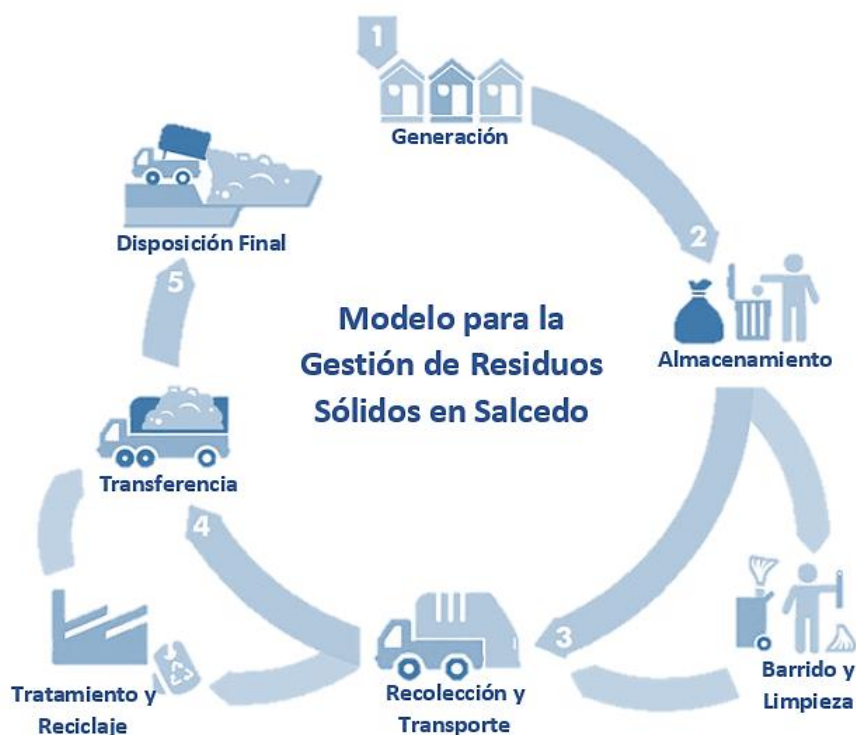 1
Generación
2
Almacenamiento
Modelo para la
Gestión de Residuos
Sólidos en Salcedo
Disposición Final
5
Transferencia
4
3
Barrido y
Limpieza
Recolección y
Transporte
Tratamiento y
Reciclaje